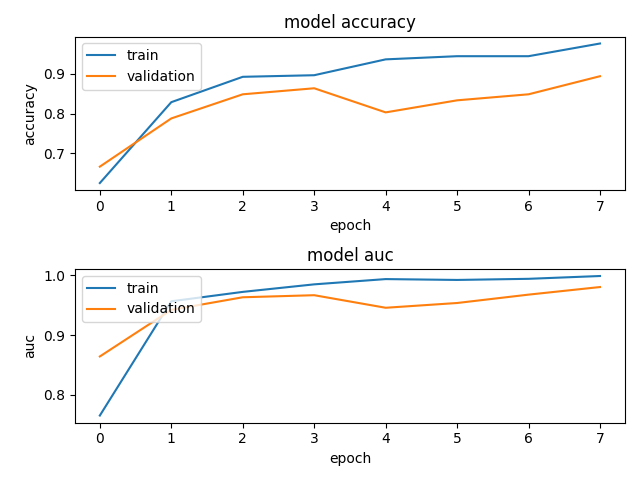 model accuracy
train
validation
0.9
0.8
0.7
accuracy
0 1 2 3 4 5 6 7
epoch
model auc
train
validation
1.0
0.9
0.8
auc
0 1 2 3 4 5 6 7
epoch